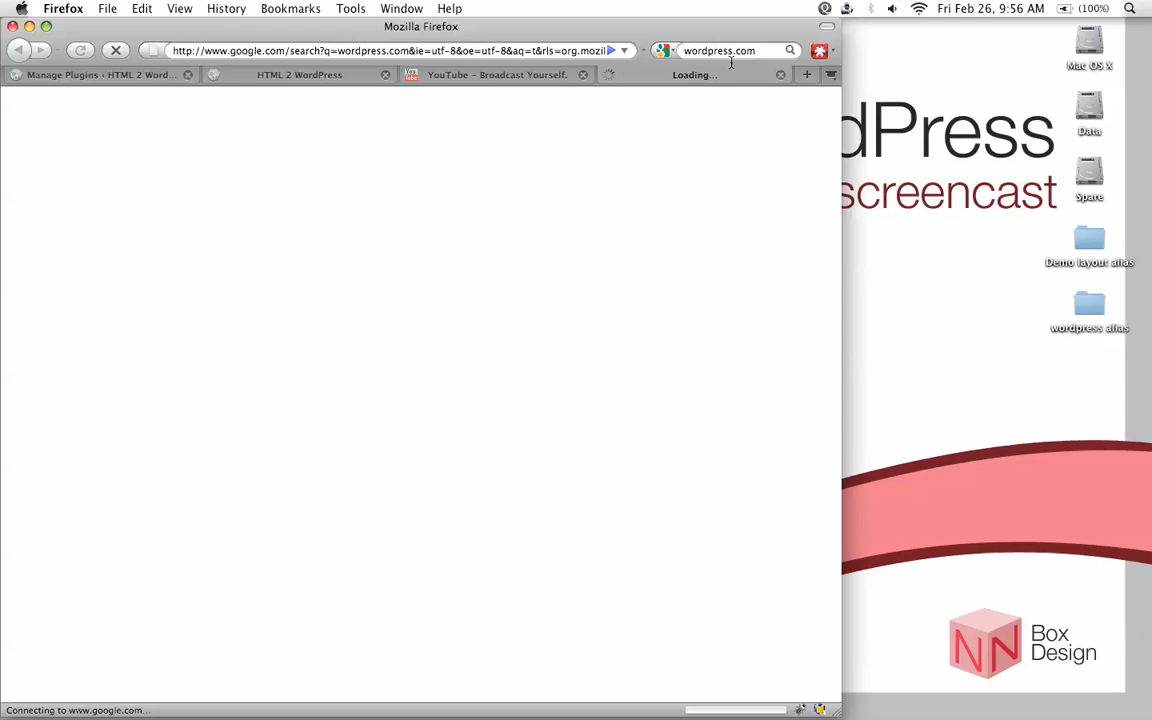 Firefox File Edit View History Bookmarks Tools Window Help Fri Feb 26, 9:56 AM (100%)
Mozilla Firefox
http://www.google.com/search?q=wordpress.com&ie=utf-8&oe=utf-8&aq=t&rls=org.mozil wordpress.com
Manage Plugins ‹ HTML 2 Word... HTML 2 WordPress YouTube - Broadcast Yourself. Loading...
Mac OS X
dPress
Data
screencast
Spare
Demo layout alias
wordpress alias
NN Box
Design
Connecting to www.google.com...